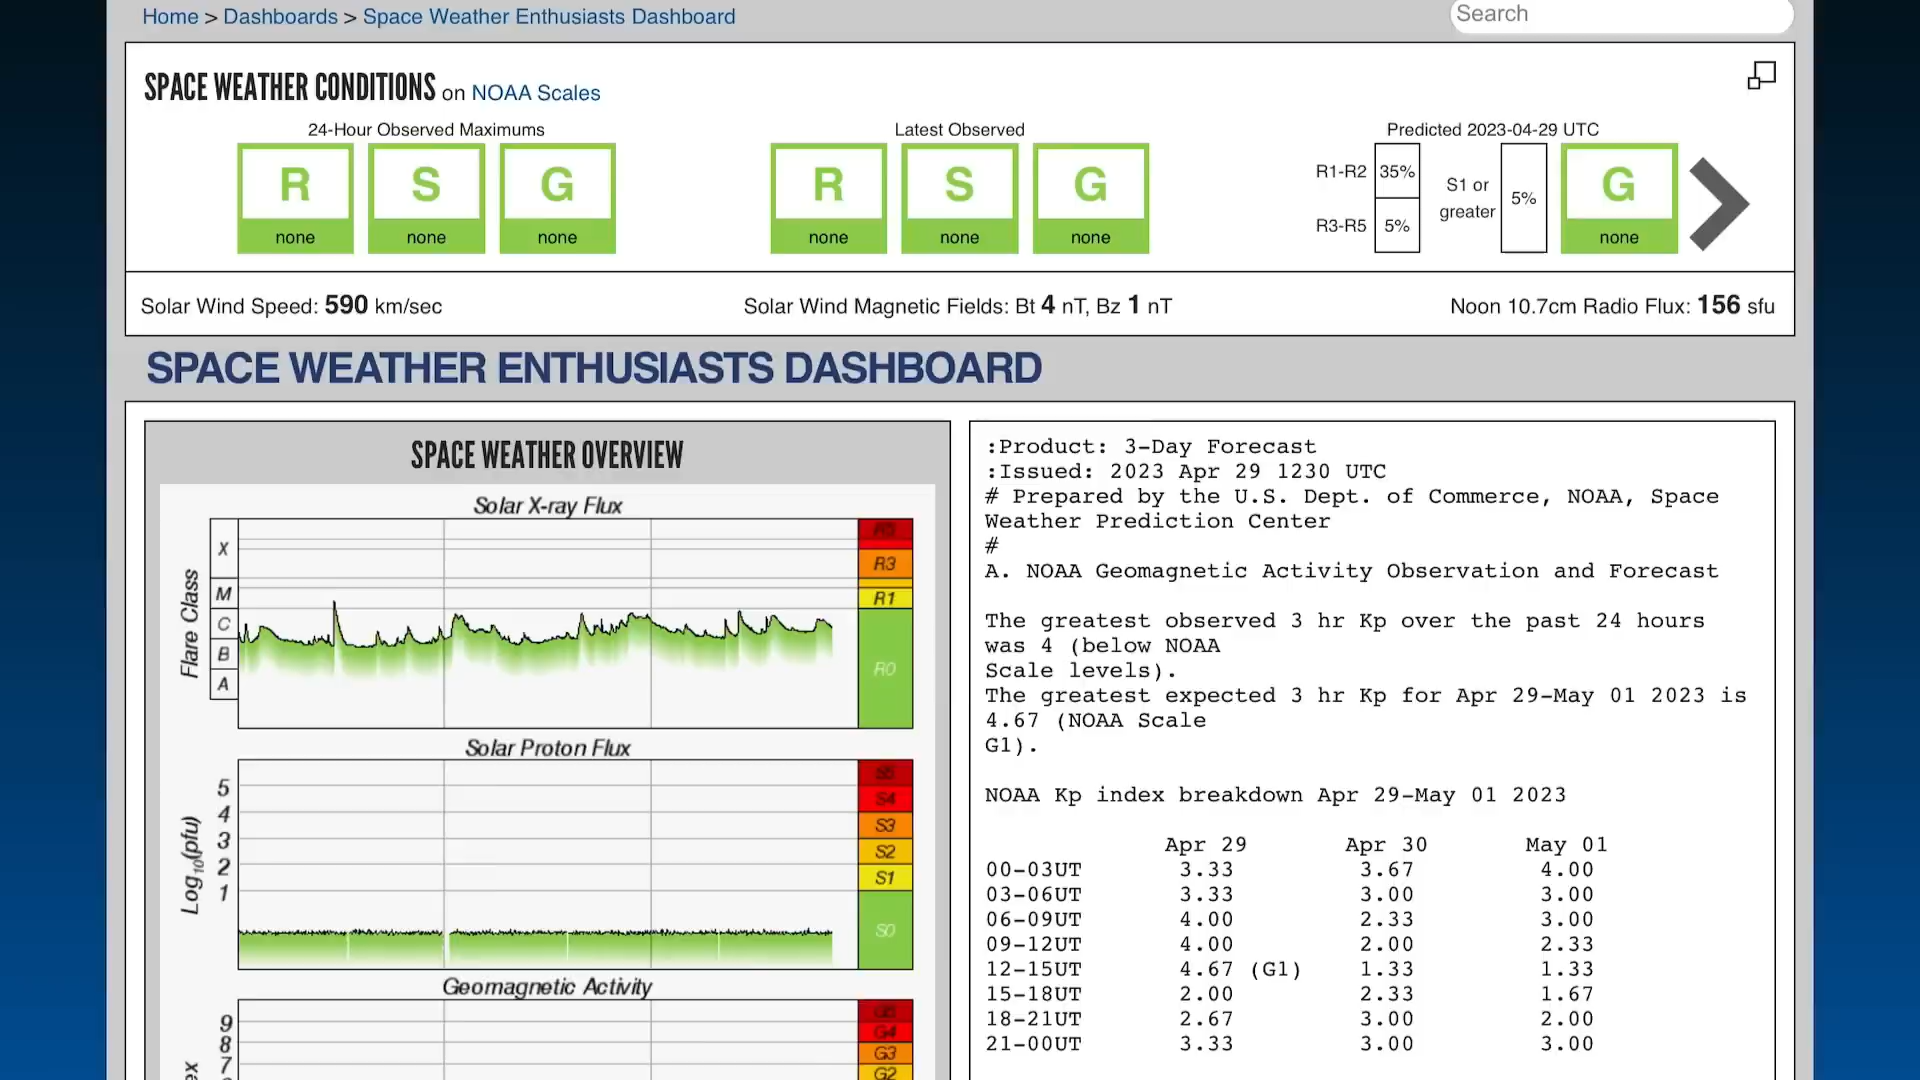 Home > Dashboards > Space Weather Enthusiasts Dashboard
Search
SPACE WEATHER CONDITIONS on NOAA Scales
24-Hour Observed Maximums
R
none
S
none
G
none
Latest Observed
R
none
S
none
G
none
Predicted 2023-04-29 UTC
R1-R2 35%
R3-R5 5%
S1 or
greater
5%
G
none
Solar Wind Speed: 590 km/sec
Solar Wind Magnetic Fields: Bt 4 nT, Bz 1 nT
Noon 10.7cm Radio Flux: 156 sfu
SPACE WEATHER ENTHUSIASTS DASHBOARD
SPACE WEATHER OVERVIEW
Solar X-ray Flux
Flare Class
X
M
C
B
A
R3
R1
R0
Solar Proton Flux
Log10(pfu)
5
4
3
2
1
S5
S4
S3
S2
S1
S0
Geomagnetic Activity
9
8
7
G4
G3
G2
:Product: 3-Day Forecast
:Issued: 2023 Apr 29 1230 UTC
# Prepared by the U.S. Dept. of Commerce, NOAA, Space
Weather Prediction Center
#
A. NOAA Geomagnetic Activity Observation and Forecast
The greatest observed 3 hr Kp over the past 24 hours
was 4 (below NOAA
Scale levels).
The greatest expected 3 hr Kp for Apr 29-May 01 2023 is
4.67 (NOAA Scale
G1).
NOAA Kp index breakdown Apr 29-May 01 2023
Apr 29 Apr 30 May 01
00-03UT 3.33 3.67 4.00
03-06UT 3.33 3.00 3.00
06-09UT 4.00 2.33 3.00
09-12UT 4.00 2.00 2.33
12-15UT 4.67 (G1) 1.33 1.33
15-18UT 2.00 2.33 1.67
18-21UT 2.67 3.00 2.00
21-00UT 3.33 3.00 3.00